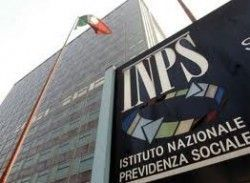 INPS
ISTITUTO NAZIONALE
PREVIDENZA SOCIALE